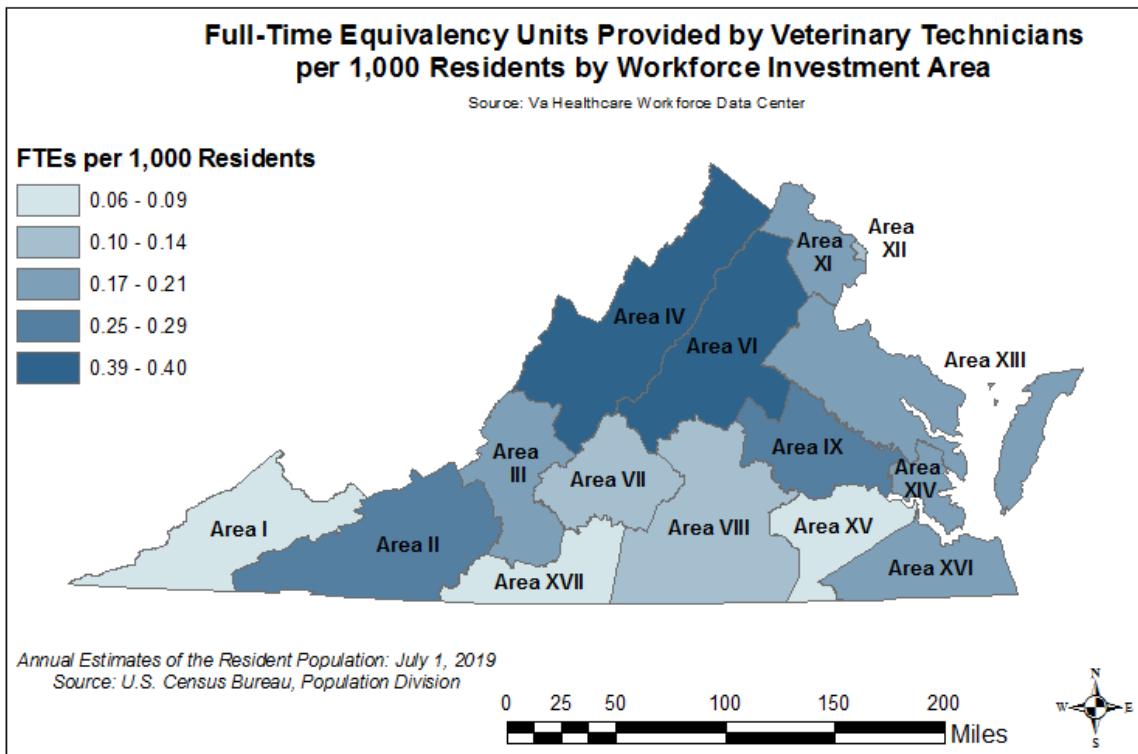 Full-Time Equivalency Units Provided by Veterinary Technicians
per 1,000 Residents by Workforce Investment Area
Source: Va Healthcare Workforce Data Center
FTEs per 1,000 Residents
0.06 - 0.09
0.10 - 0.14
0.17 - 0.21
0.25 - 0.29
0.39 - 0.40
Area
XII
Area
XI
Area IV
Area VI
Area XIII
Area IX
Area
III
Area VII
Area
XIV
Area I
Area II
Area VIII
Area XV
Area XVII
Area XVI
Annual Estimates of the Resident Population: July 1, 2019
Source: U.S. Census Bureau, Population Division
0 25 50 100 150 200
Miles
N
W E
S